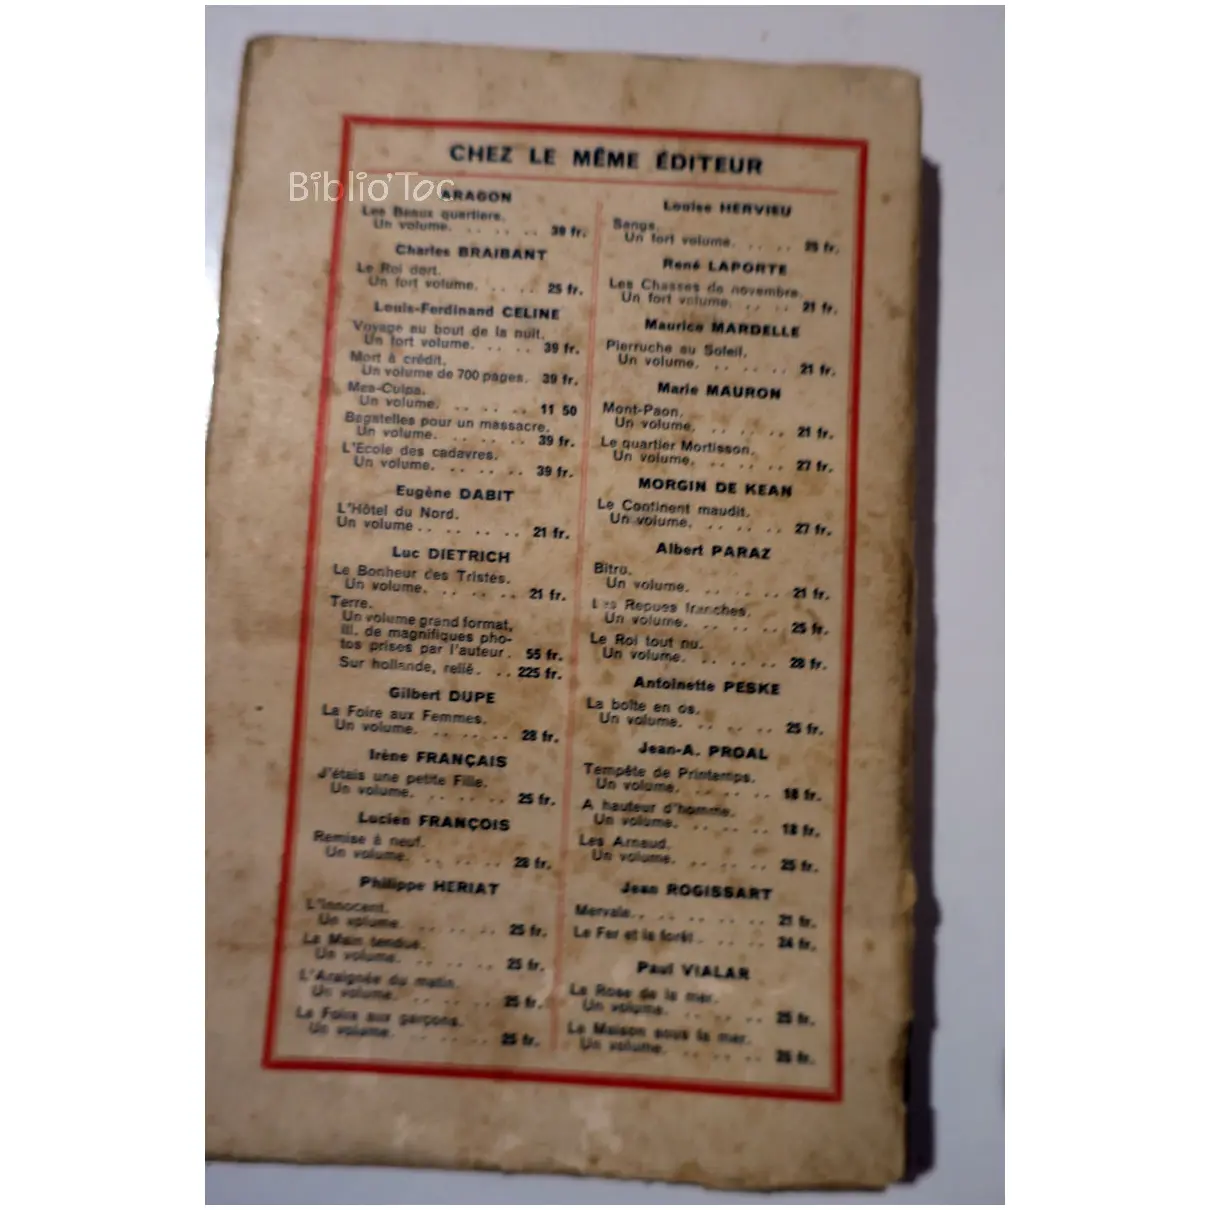 CHEZ LE MÊME ÉDITEUR
Biblio'Toc
ARAGON
Les Beaux quartiers.
Un volume. . . . . . 39 fr.
Charles BRAIBANT
Le Roi dort.
Un fort volume. . . . . 25 fr.
Louis-Ferdinand CELINE
Voyage au bout de la nuit.
Un fort volume. . . . . 39 fr.
Mort à crédit.
Un volume de 700 pages. 39 fr.
Mea-Culpa.
Un volume. . . . . . 11 50
Bagatelles pour un massacre.
Un volume. . . . . . 39 fr.
L'Ecole des cadavres.
Un volume. . . . . . 39 fr.
Eugène DABIT
L'Hôtel du Nord.
Un volume . . . . . . . 21 fr.
Luc DIETRICH
Le Bonheur des Tristes.
Un volume. . . . . . 21 fr.
Terre.
Un volume grand format,
ill. de magnifiques pho-
tos prises par l'auteur . 55 fr.
Sur hollande, relié. . . 225 fr.
Gilbert DUPE
La Foire aux Femmes.
Un volume. . . . . . 28 fr.
Irène FRANÇAIS
J'étais une petite Fille.
Un volume. . . . . . 25 fr.
Lucien FRANÇOIS
Remise à neuf.
Un volume. . . . . . 28 fr.
Philippe HERIAT
L'Innocent.
Un volume. . . . . . 25 fr.
La Main tendue.
Un volume. . . . . . 25 fr.
L'Araignée du matin.
Un volume. . . . . . 25 fr.
La Foire aux garçons.
Un volume. . . . . . 25 fr.
Louise HERVIEU
Sangs.
Un fort volume. . . . . 25 fr.
René LAPORTE
Les Chasses de novembre.
Un fort volume. . . . . 21 fr.
Maurice MARDELLE
Pierruche au Soleil.
Un volume. . . . . . 21 fr.
Marie MAURON
Mont-Paon.
Un volume. . . . . . 21 fr.
Le quartier Mortisson.
Un volume. . . . . . 27 fr.
MORGIN DE KEAN
Le Continent maudit.
Un volume. . . . . . 27 fr.
Albert PARAZ
Bitru.
Un volume. . . . . . 21 fr.
Les Repues franches.
Un volume. . . . . . 25 fr.
Le Roi tout nu.
Un volume. . . . . . 28 fr.
Antoinette PESKE
La boîte en os.
Un volume. . . . . . 25 fr.
Jean-A. PROAL
Tempête de Printemps.
Un volume. . . . . . 18 fr.
A hauteur d'homme.
Un volume. . . . . . 18 fr.
Les Arnaud.
Un volume. . . . . . 25 fr.
Jean ROGISSART
Mervale. . . . . . . . 21 fr.
Le Fer et la forêt . . . . 24 fr.
Paul VIALAR
La Rose de la mer.
Un volume. . . . . . 25 fr.
La Maison sous la mer.
Un volume. . . . . . 25 fr.